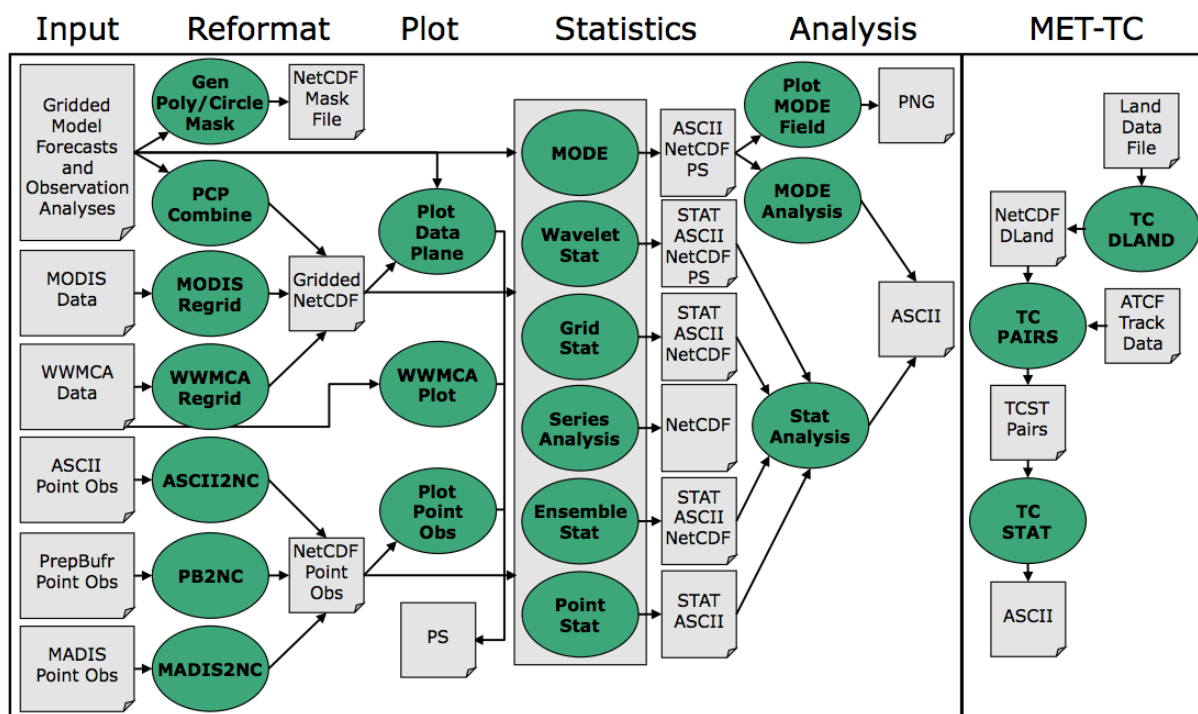 Input
Reformat
Plot
Statistics
Analysis
MET-TC
Gridded
Model
Forecasts
and
Observation
Analyses
MODIS
Data
WWMCA
Data
ASCII
Point Obs
PrepBufr
Point Obs
MADIS
Point Obs
Gen
Poly/Circle
Mask
PCP
Combine
MODIS
Regrid
WWMCA
Regrid
ASCII2NC
PB2NC
MADIS2NC
NetCDF
Mask
File
Gridded
NetCDF
NetCDF
Point
Obs
Plot
Data
Plane
WWMCA
Plot
Plot
Point
Obs
PS
MODE
Wavelet
Stat
Grid
Stat
Series
Analysis
Ensemble
Stat
Point
Stat
ASCII
NetCDF
PS
STAT
ASCII
NetCDF
PS
STAT
ASCII
NetCDF
NetCDF
STAT
ASCII
NetCDF
STAT
ASCII
Plot
MODE
Field
MODE
Analysis
Stat
Analysis
PNG
ASCII
Land
Data
File
TC
DLAND
NetCDF
DLand
TC
PAIRS
ATCF
Track
Data
TCST
Pairs
TC
STAT
ASCII